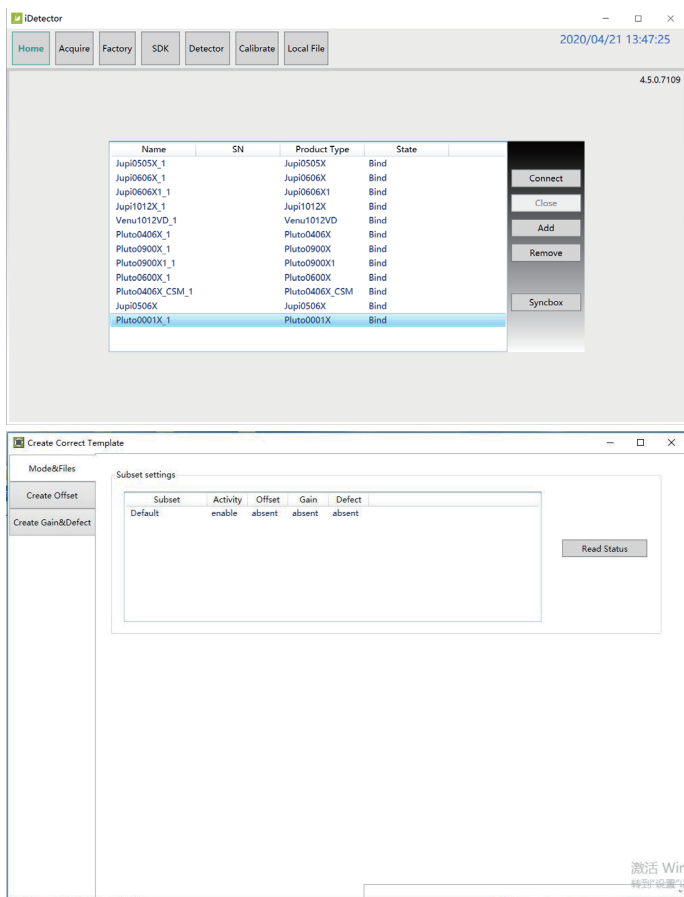 iDetector
Home Acquire Factory SDK Detector Calibrate Local File
2020/04/21 13:47:25
4.5.0.7109
Name SN Product Type State
Jupi0505X_1 Jupi0505X Bind
Jupi0606X_1 Jupi0606X Bind
Jupi0606X1_1 Jupi0606X1 Bind
Jupi1012X_1 Jupi1012X Bind
Venu1012VD_1 Venu1012VD Bind
Pluto0406X_1 Pluto0406X Bind
Pluto0900X_1 Pluto0900X Bind
Pluto0900X1_1 Pluto0900X1 Bind
Pluto0600X_1 Pluto0600X Bind
Pluto0406X_CSM_1 Pluto0406X_CSM Bind
Jupi0506X Jupi0506X Bind
Pluto0001X_1 Pluto0001X Bind
Connect
Close
Add
Remove
Syncbox
Create Correct Template
Mode&Files
Create Offset
Create Gain&Defect
Subset settings
Subset Activity Offset Gain Defect
Default enable absent absent absent
Read Status
激活 Win
转到"设置"